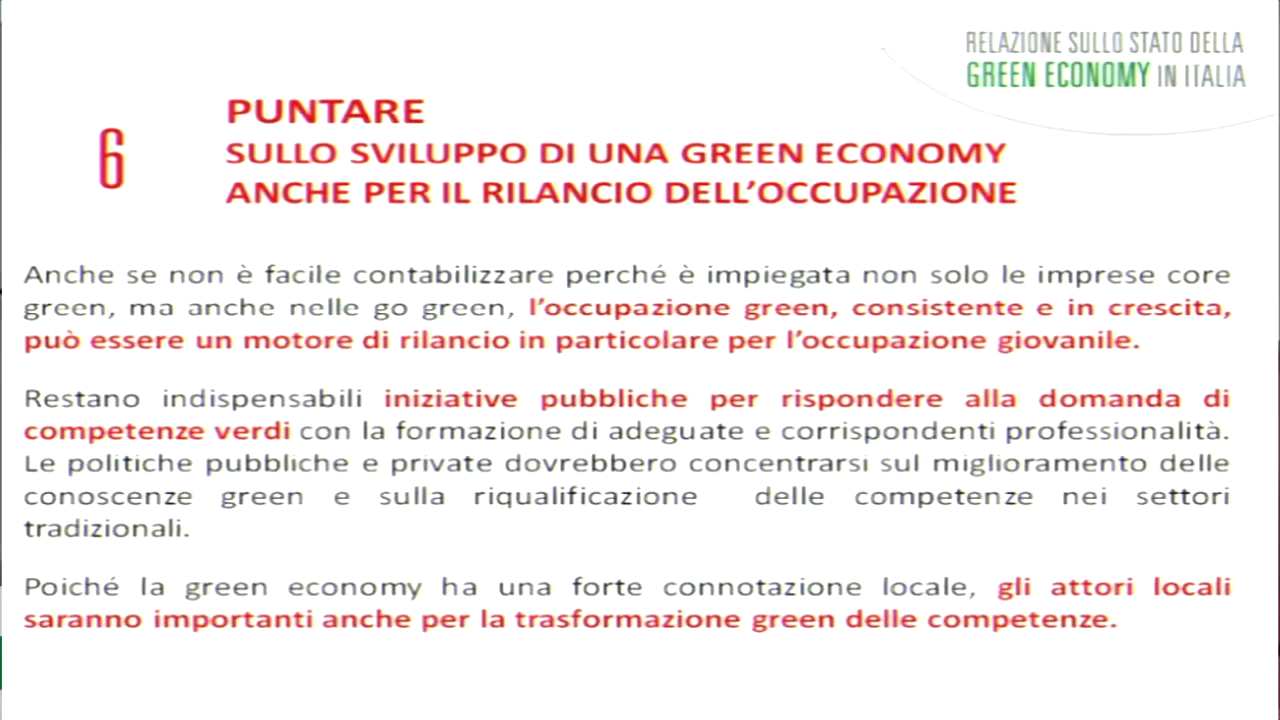 RELAZIONE SULLO STATO DELLA
GREEN ECONOMY IN ITALIA
6
PUNTARE
SULLO SVILUPPO DI UNA GREEN ECONOMY
ANCHE PER IL RILANCIO DELL’OCCUPAZIONE
Anche se non è facile contabilizzare perché è impiegata non solo le imprese core
green, ma anche nelle go green, l’occupazione green, consistente e in crescita,
può essere un motore di rilancio in particolare per l’occupazione giovanile.
Restano indispensabili iniziative pubbliche per rispondere alla domanda di
competenze verdi con la formazione di adeguate e corrispondenti professionalità.
Le politiche pubbliche e private dovrebbero concentrarsi sul miglioramento delle
conoscenze green e sulla riqualificazione delle competenze nei settori
tradizionali.
Poiché la green economy ha una forte connotazione locale, gli attori locali
saranno importanti anche per la trasformazione green delle competenze.